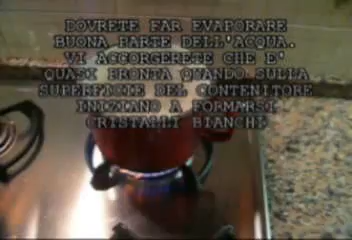 DOVRETE FAR EVAPORARE
BUONA PARTE DELL'ACQUA.
VI ACCORGERETE CHE E'
QUASI PRONTA QUANDO SULLA
SUPERFICIE DEL CONTENITORE
INIZIANO A FORMARSI
CRISTALLI BIANCHI